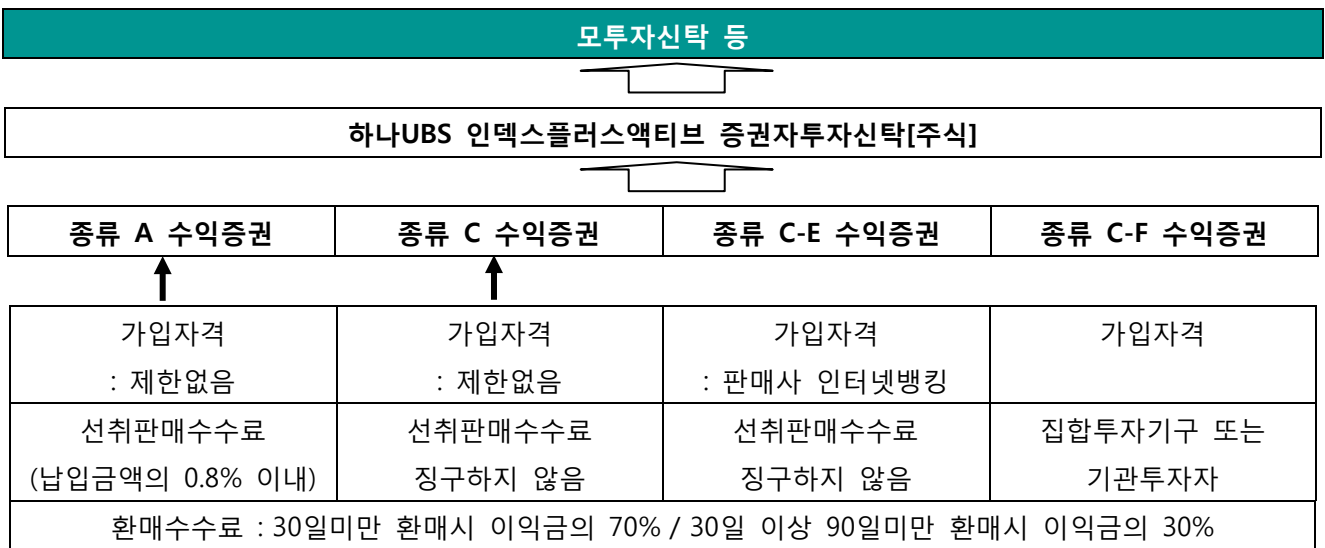 모투자신탁 등
하나UBS 인덱스플러스액티브 증권자투자신탁[주식]
종류 A 수익증권 종류 C 수익증권 종류 C-E 수익증권 종류 C-F 수익증권
가입자격 가입자격 가입자격 가입자격
: 제한없음 : 제한없음 : 판매사 인터넷뱅킹
선취판매수수료 선취판매수수료 선취판매수수료 집합투자기구 또는
(납입금액의 0.8% 이내) 징구하지 않음 징구하지 않음 기관투자자
환매수수료 : 30일미만 환매시 이익금의 70% / 30일 이상 90일미만 환매시 이익금의 30%